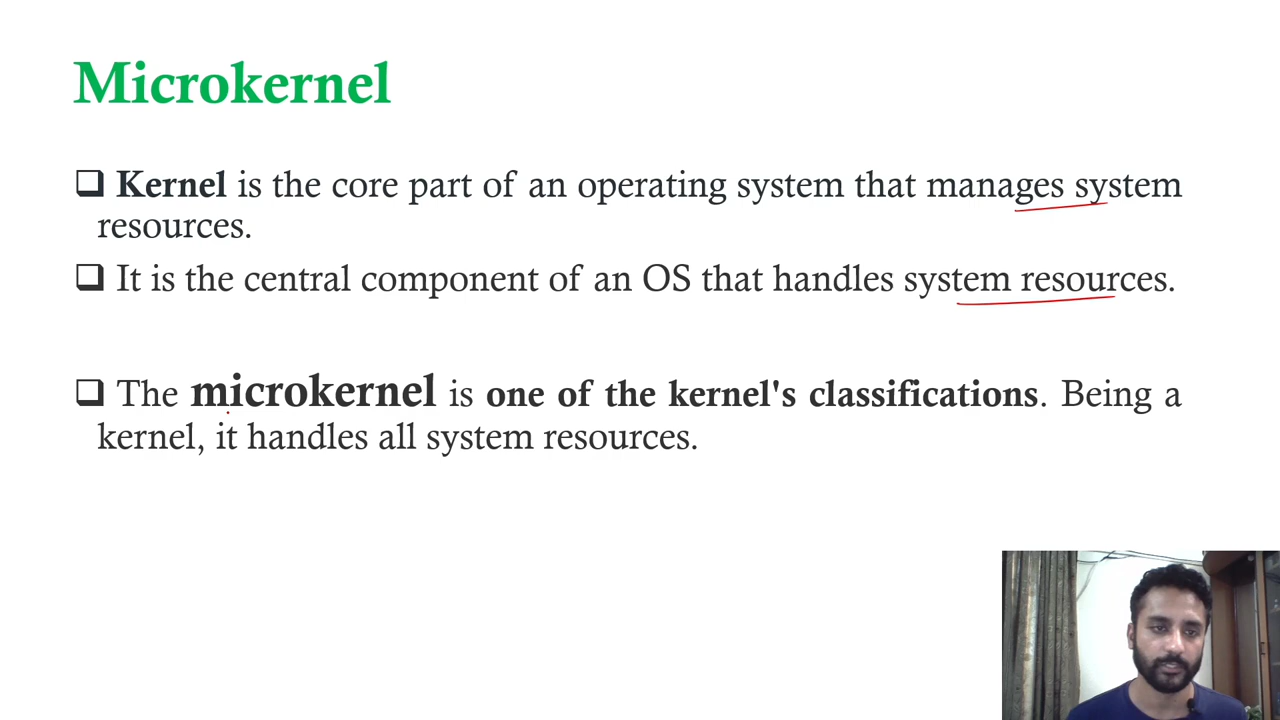 Microkernel
❑ Kernel is the core part of an operating system that manages system
resources.
❑ It is the central component of an OS that handles system resources.
❑ The microkernel is one of the kernel's classifications. Being a
kernel, it handles all system resources.